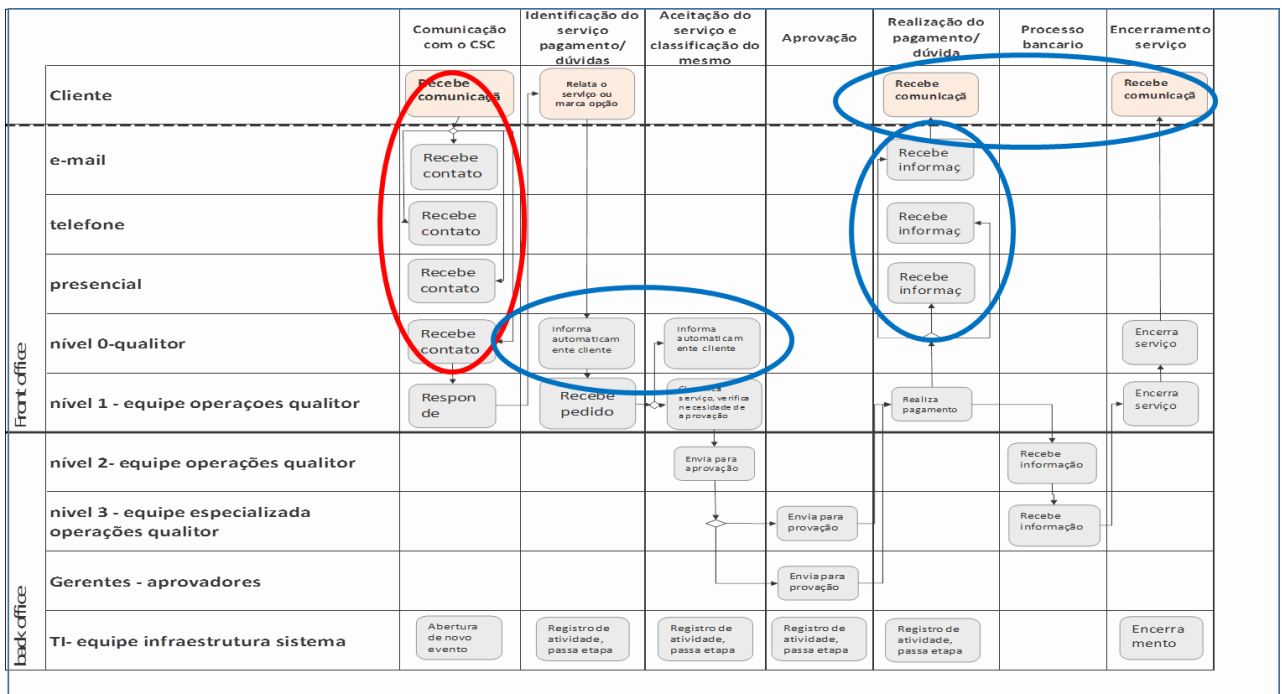 Comunicação
com o CSC
Identificação do
serviço
pagamento/
dúvidas
Aceitação do
serviço e
classificação do
mesmo
Aprovação
Realização do
pagamento/
dúvida
Processo
bancario
Encerramento
serviço
Cliente
Recebe
comunicaçã
Relata o
serviço ou
marca opção
Recebe
comunicaçã
Recebe
comunicaçã
Front office
e-mail
Recebe
contato
Recebe
informaç
telefone
Recebe
contato
Recebe
informaç
presencial
Recebe
contato
Recebe
informaç
nível 0-qualitor
Recebe
contato
Informa
automaticam
ente cliente
Informa
automaticam
ente cliente
Encerra
serviço
nível 1 - equipe operaçoes qualitor
Respon
de
Recebe
pedido
serviço, verifica
necesidade de
aprovação
Realiza
pagamento
Encerra
serviço
back office
nível 2- equipe operações qualitor
Envia para
aprovação
Recebe
informação
nivel 3 - equipe especializada
operações qualitor
Envia para
provação
Recebe
informação
Gerentes - aprovadores
Envia para
provação
TI- equipe infraestrutura sistema
Abertura
de novo
evento
Registro de
atividade,
passa etapa
Registro de
atividade,
passa etapa
Registro de
atividade,
passa etapa
Registro de
atividade,
passa etapa
Encerra
mento